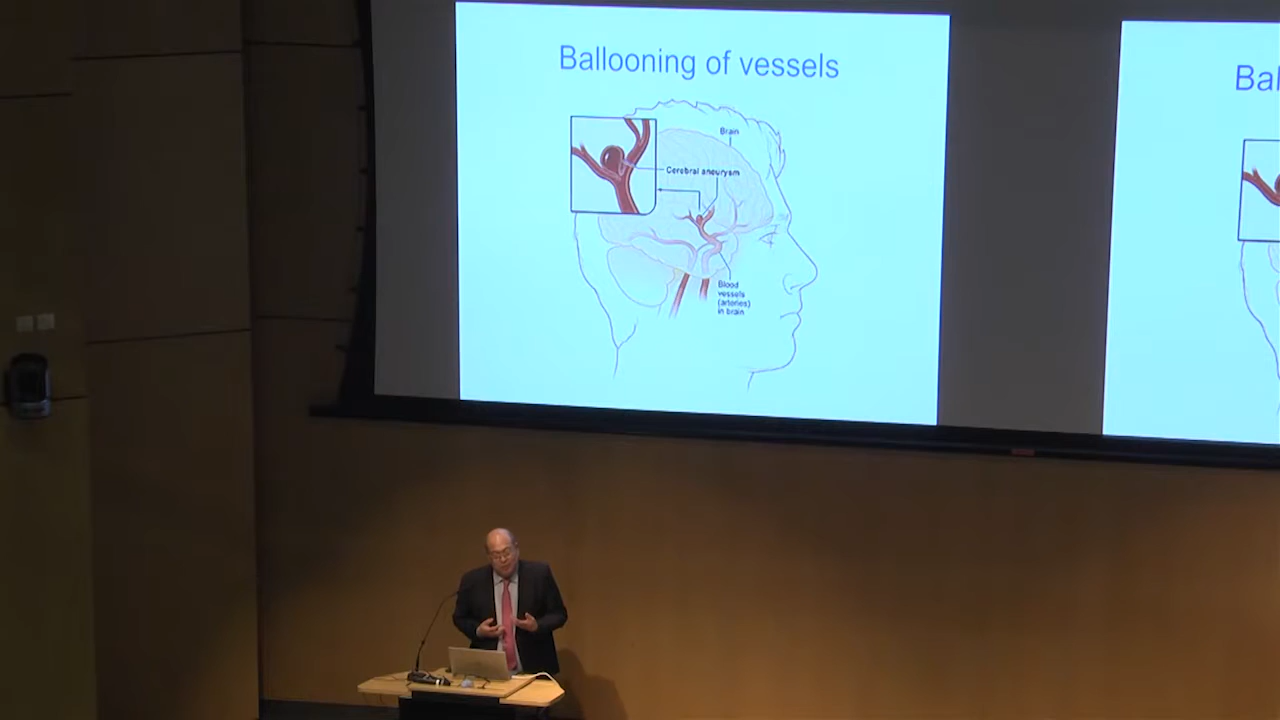 Ballooning of vessels
Brain
Cerebral aneurysm
Blood
vessels
(arteries)
in brain
Bal